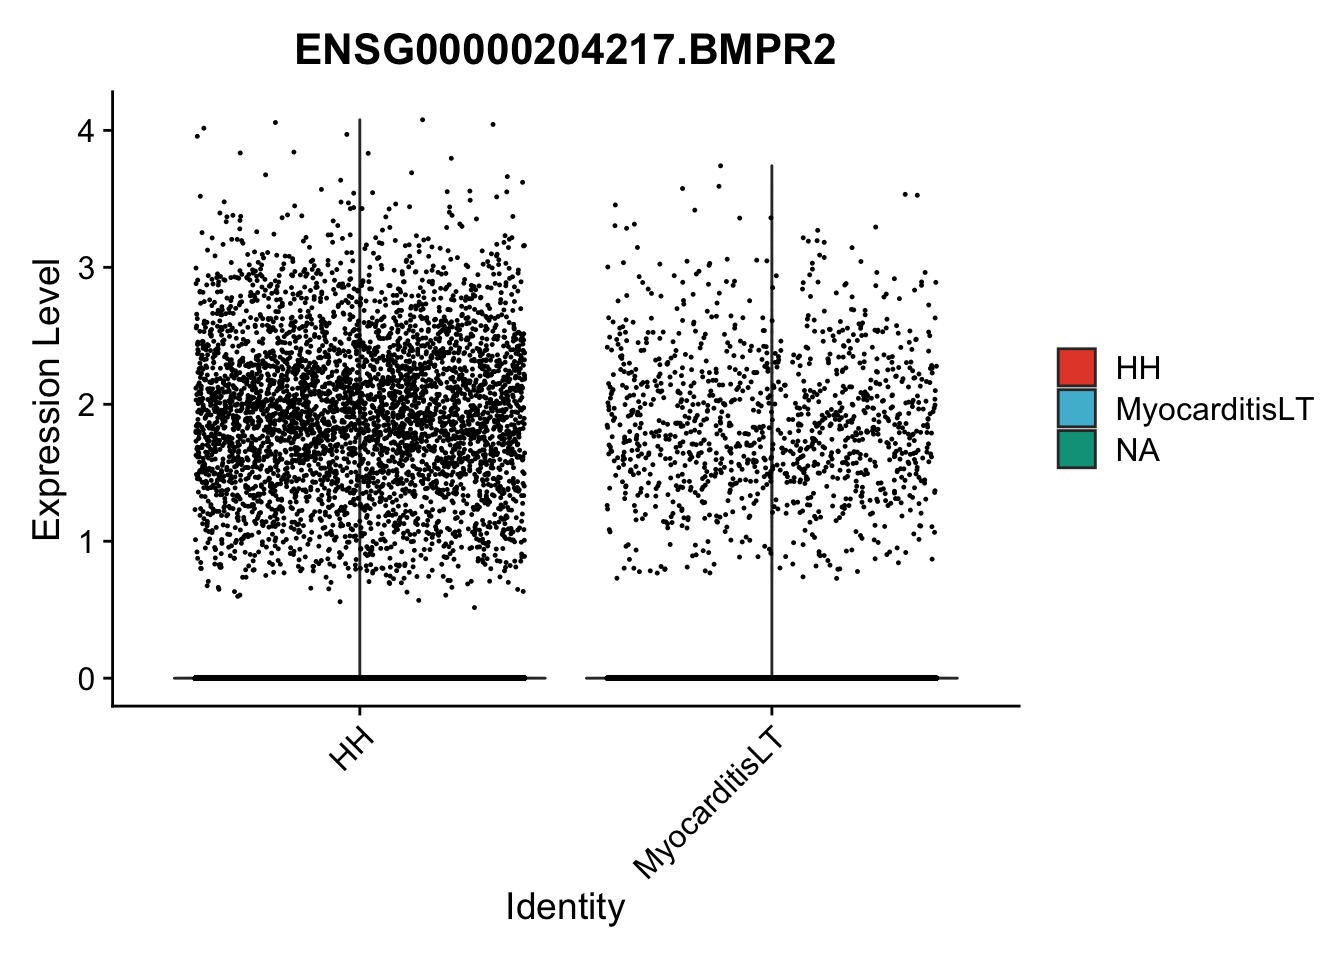 ENSG00000204217.BMPR2
Expression Level
4
3
2
1
0
HH
MyocarditisLT
Identity
HH
MyocarditisLT
NA